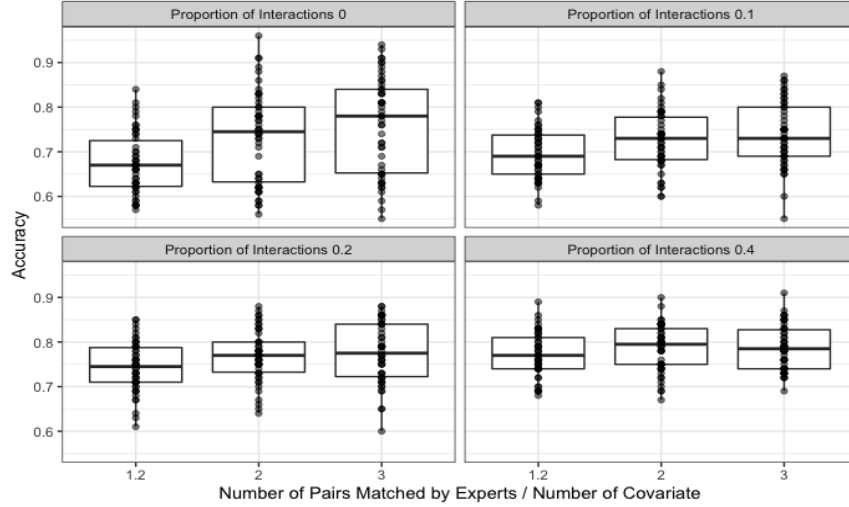 Proportion of Interactions 0
Proportion of Interactions 0.1
0.9
0.8
0.7
0.6
Accuracy
Proportion of Interactions 0.2
Proportion of Interactions 0.4
0.9
0.8
0.7
0.6
1.2 2 3 1.2 2 3
Number of Pairs Matched by Experts / Number of Covariate